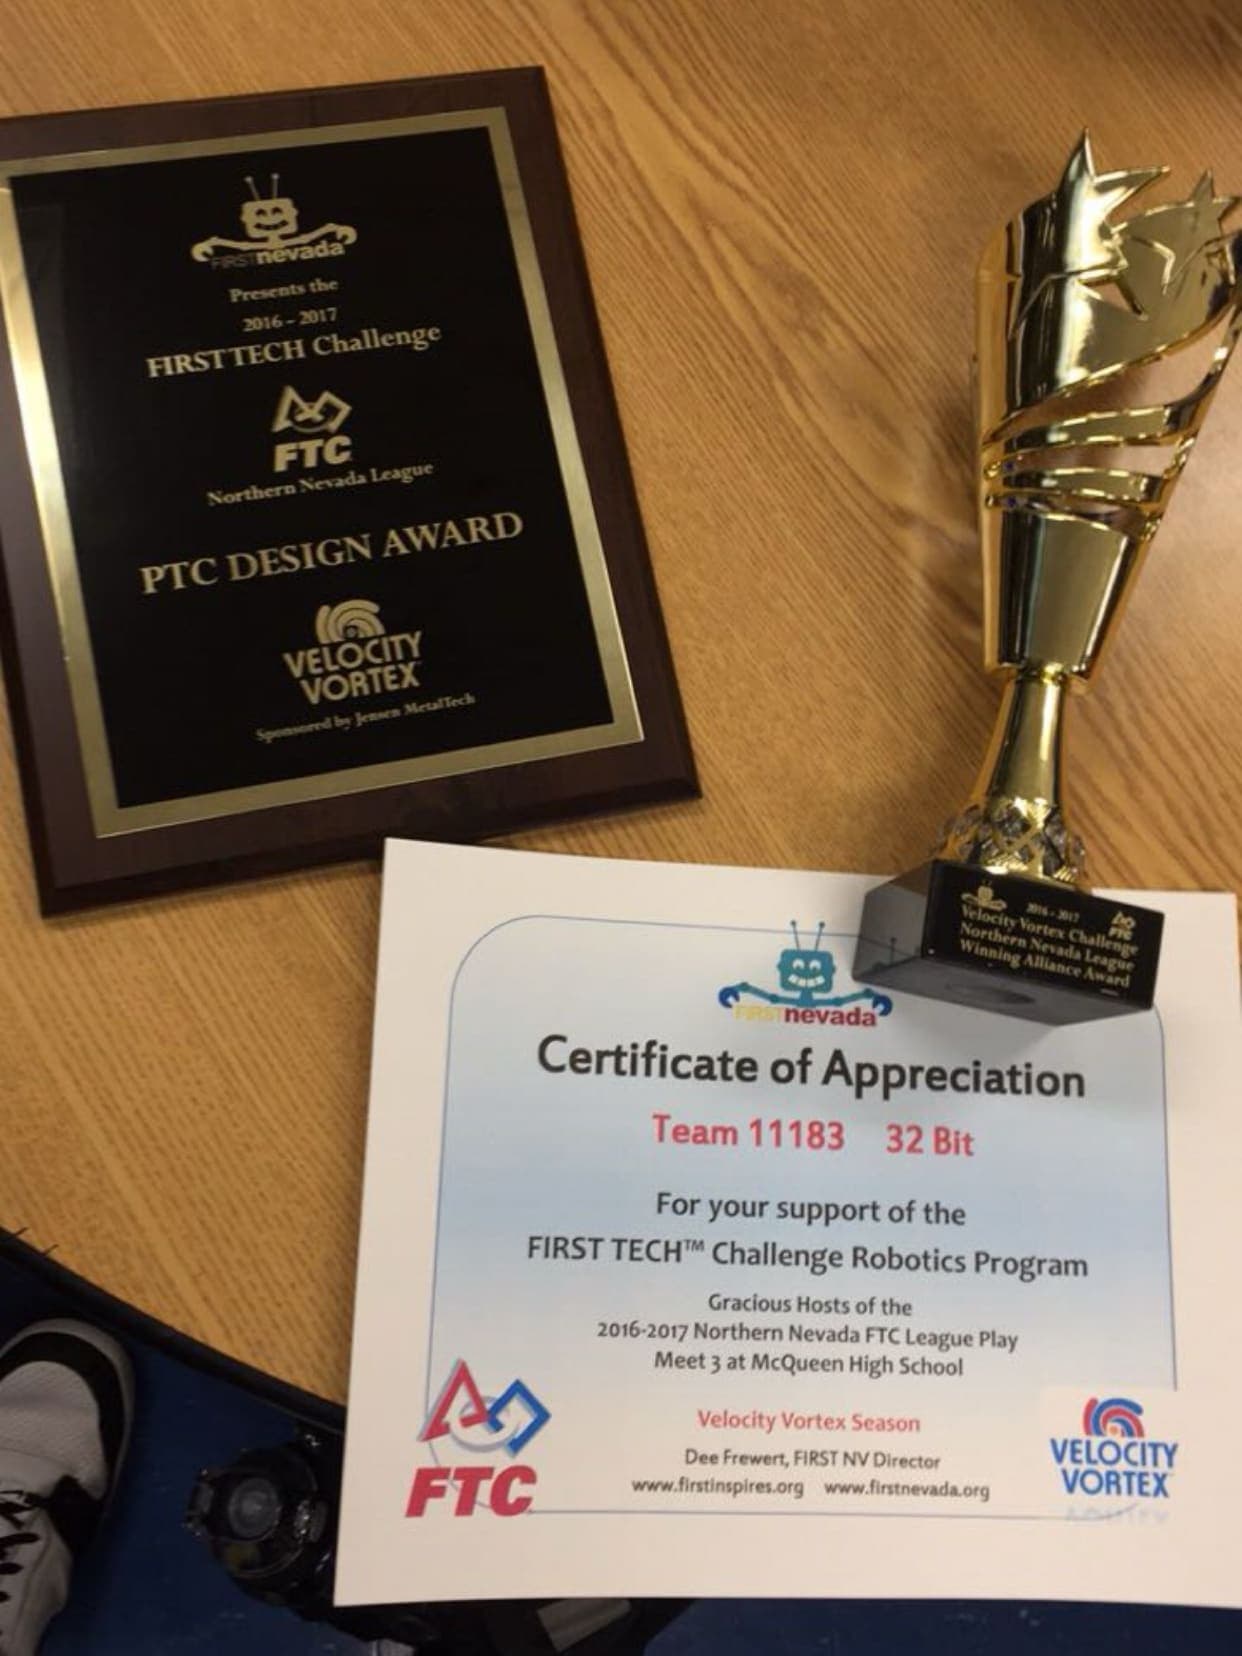 FIRSTnevada
Presents the
2016 - 2017
FIRST TECH Challenge
FTC
Northern Nevada League
PTC DESIGN AWARD
VELOCITY
VORTEX
Sponsored by Jensen MetalTech
2016 - 2017
FTC
Velocity Vortex Challenge
Northern Nevada League
Winning Alliance Award
FIRSTnevada
Certificate of Appreciation
Team 11183 32 Bit
For your support of the
FIRST TECH™ Challenge Robotics Program
Gracious Hosts of the
2016-2017 Northern Nevada FTC League Play
Meet 3 at McQueen High School
Velocity Vortex Season
Dee Frewert, FIRST NV Director
www.firstinspires.org www.firstnevada.org
FTC
VELOCITY
VORTEX